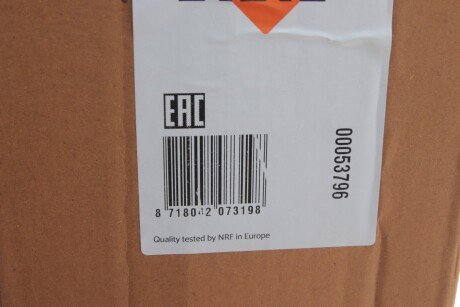 EAC
00053796
8 718042 073198
Quality tested by NRF in Europe